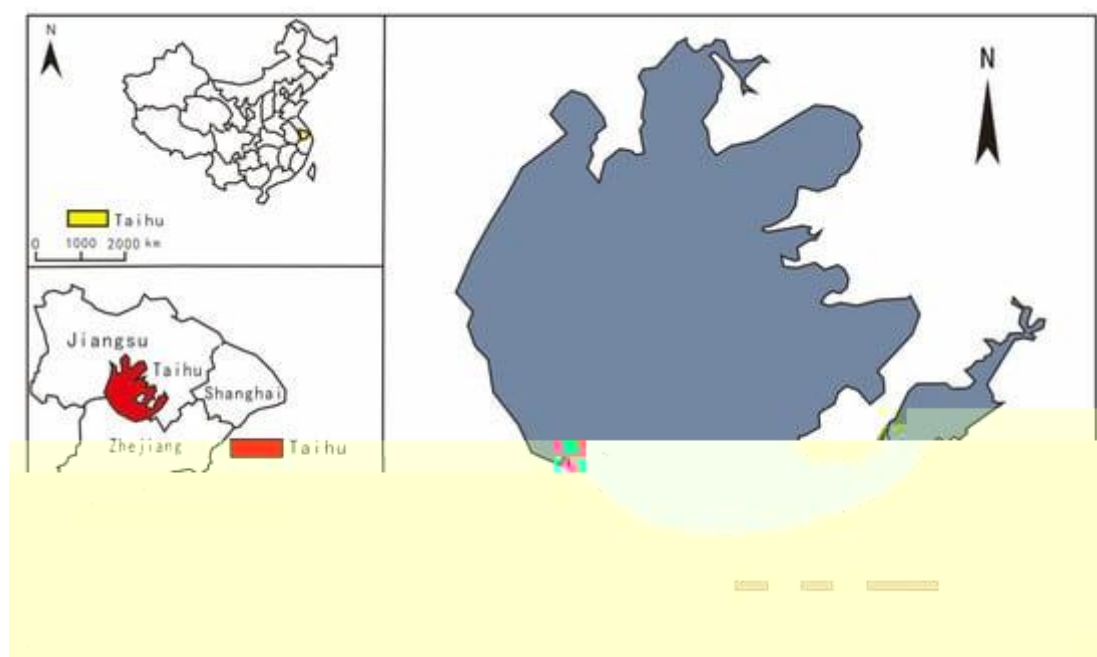 N
Taihu
0 1000 2000 km
Jiangsu
Taihu
Shanghai
Zhejiang
Taihu
N